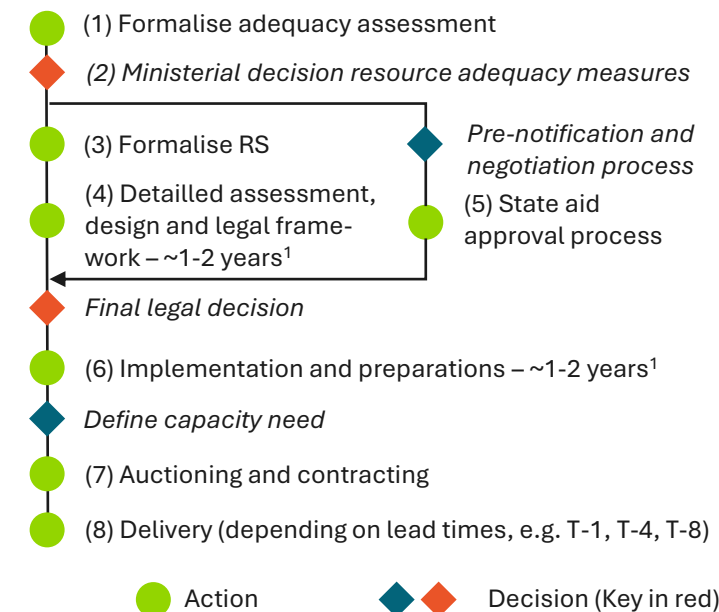 (1) Formalise adequacy assessment
(2) Ministerial decision resource adequacy measures
(3) Formalise RS
(4) Detailled assessment,
design and legal frame-
work – ~1-2 years¹
Pre-notification and
negotiation process
(5) State aid
approval process
Final legal decision
(6) Implementation and preparations – ~1-2 years¹
Define capacity need
(7) Auctioning and contracting
(8) Delivery (depending on lead times, e.g. T-1, T-4, T-8)
Action
Decision (Key in red)